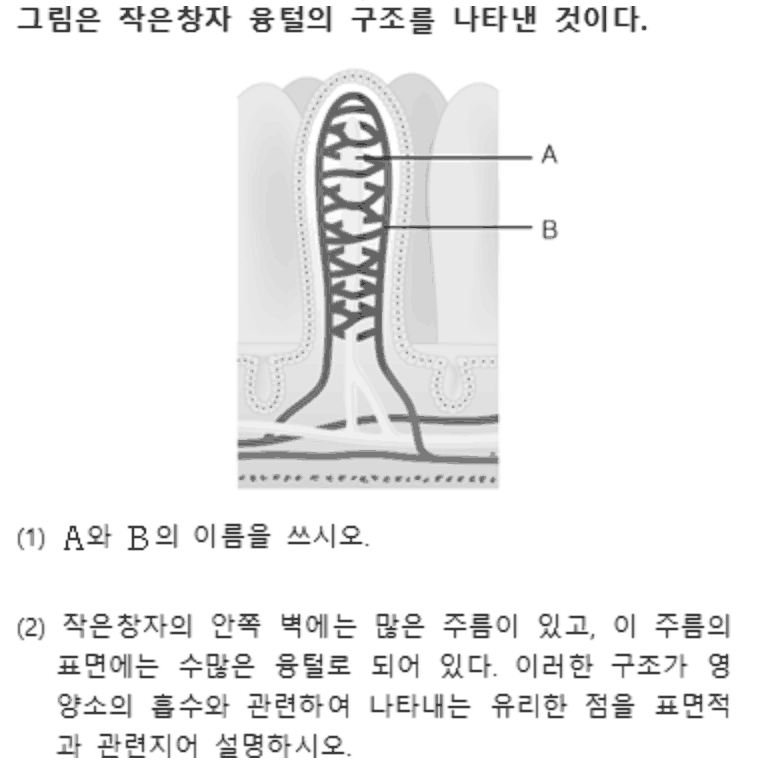 그림은 작은창자 융털의 구조를 나타낸 것이다.
A
B
(1) A와 B의 이름을 쓰시오.
(2) 작은창자의 안쪽 벽에는 많은 주름이 있고, 이 주름의
표면에는 수많은 융털로 되어 있다. 이러한 구조가 영
양소의 흡수와 관련하여 나타내는 유리한 점을 표면적
과 관련지어 설명하시오.